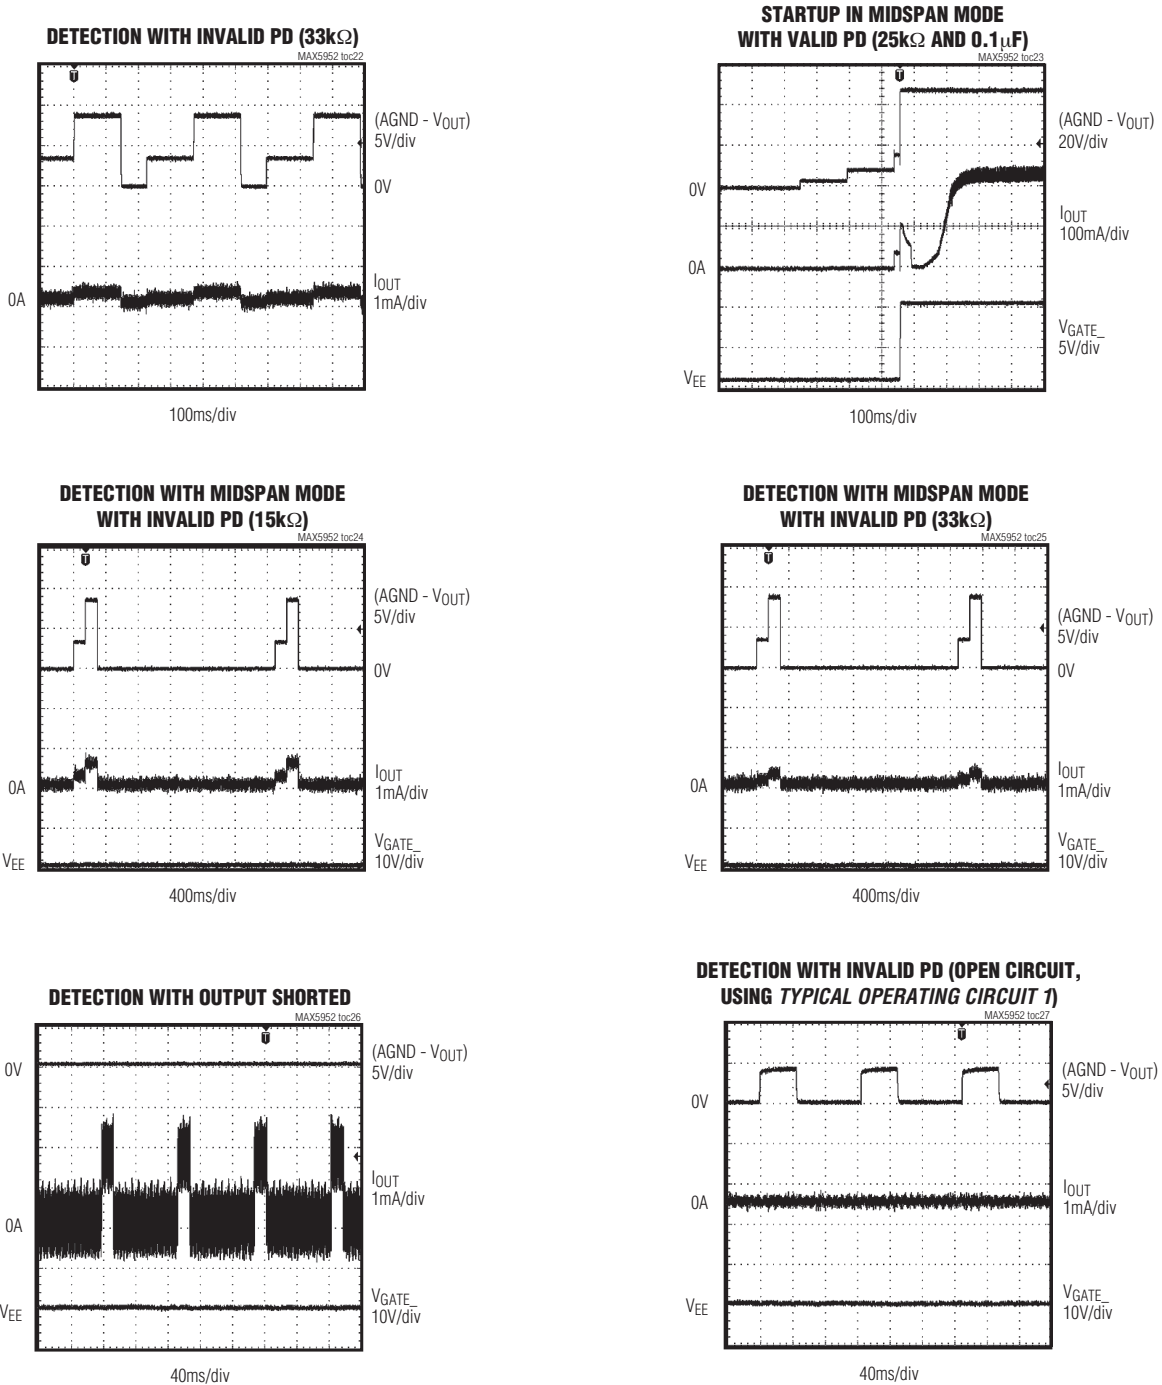 DETECTION WITH INVALID PD (33kΩ)
MAX5952 toc22
T
(AGND - VOUT)
5V/div
0V
0A
IOUT
1mA/div
100ms/div
STARTUP IN MIDSPAN MODE
WITH VALID PD (25kΩ AND 0.1μF)
MAX5952 toc23
T
(AGND - VOUT)
20V/div
0V
IOUT
100mA/div
0A
VGATE_
5V/div
VEE
100ms/div
DETECTION WITH MIDSPAN MODE
WITH INVALID PD (15kΩ)
MAX5952 toc24
T
(AGND - VOUT)
5V/div
0V
0A
IOUT
1mA/div
VGATE_
10V/div
VEE
400ms/div
DETECTION WITH MIDSPAN MODE
WITH INVALID PD (33kΩ)
MAX5952 toc25
T
(AGND - VOUT)
5V/div
0V
0A
IOUT
1mA/div
VGATE_
10V/div
VEE
400ms/div
DETECTION WITH OUTPUT SHORTED
MAX5952 toc26
T
0V
(AGND - VOUT)
5V/div
IOUT
1mA/div
0A
VGATE_
10V/div
VEE
40ms/div
DETECTION WITH INVALID PD (OPEN CIRCUIT,
USING TYPICAL OPERATING CIRCUIT 1)
MAX5952 toc27
T
(AGND - VOUT)
5V/div
0V
IOUT
1mA/div
0A
VGATE_
10V/div
VEE
40ms/div